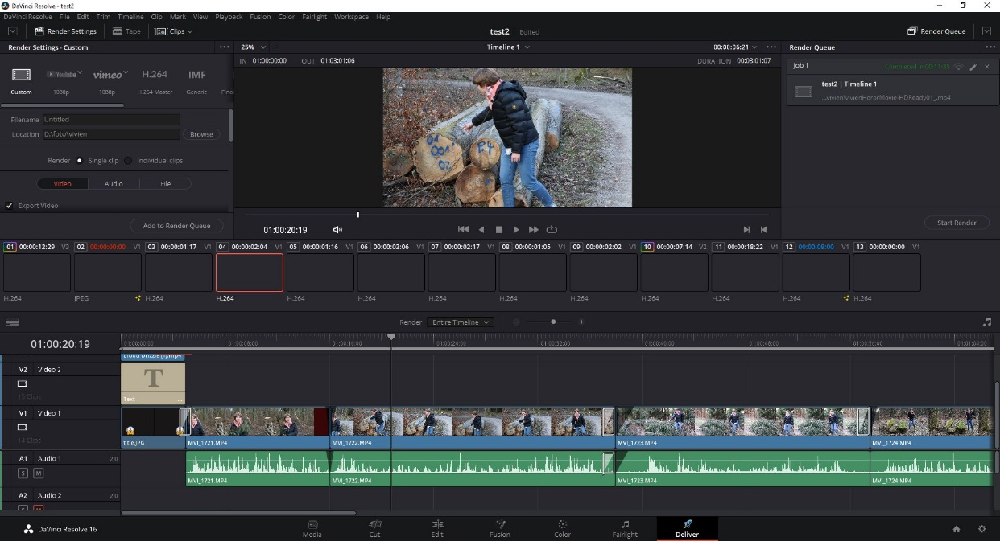 DaVinci Resolve - test2
DaVinci Resolve File Edit Trim Timeline Clip Mark View Playback Fusion Color Fairlight Workspace Help
Render Settings Tape Clips test2 Edited Render Queue
Render Settings - Custom 25% Timeline 1 00:00:06:21 Render Queue
IN 01:00:00:00 OUT 01:03:01:06 DURATION 00:03:01:07
Job 1 Completed in 00:11:35
YouTube vimeo H.264 IMF
Custom 1080p 1080p H.264 Master Generic
test2 | Timeline 1
...vivien\vivienHororMovie-HDReady01_.mp4
Filename Untitled
Location D:\foto\vivien Browse
01 P.4
001
02
Render Single clip Individual clips
Video Audio File
Export Video
Add to Render Queue
01:00:20:19
Start Render
01 00:00:12:29 V3 02 00:00:00:00 V1 03 00:00:01:17 V1 04 00:00:02:04 V1 05 00:00:01:16 V1 06 00:00:03:06 V1 07 00:00:02:17 V1 08 00:00:01:05 V1 09 00:00:02:02 V1 10 00:00:07:14 V2 11 00:00:18:22 V1 12 00:00:08:00 V1 13 00:00:00:00 V1
H.264 JPEG H.264 H.264 H.264 H.264 H.264 H.264 H.264 H.264 H.264 H.264 H.264
Render Entire Timeline
01:00:20:19 01:00:00:00 01:00:08:00 01:00:16:00 01:00:24:00 01:00:32:00 01:00:40:00 01:00:48:00 01:00:56:00 01:01:04:00
Blood Drizzle (1).mp4
V2 Video 2
15 Clips Text - ...
V1 Video 1
14 Clips title.JPG MVI_1721.MP4 MVI_1722.MP4 MVI_1723.MP4 MVI_1724.MP4
A1 Audio 1 2.0
S M
MVI_1721.MP4 MVI_1722.MP4 MVI_1723.MP4 MVI_1724.MP4
A2 Audio 2 2.0
S M
DaVinci Resolve 16 Media Cut Edit Fusion Color Fairlight Deliver